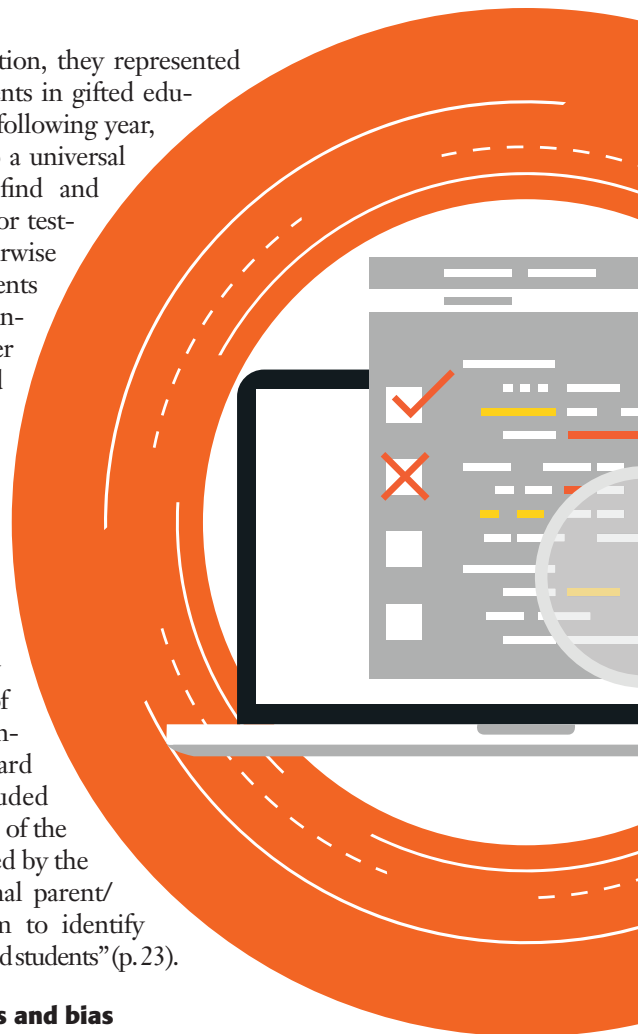 tion, they represented
nts in gifted edu-
following year,
a universal
find and
or test-
rwise
ents
n-
er
l
of
n-
ard
uded
of the
ed by the
nal parent/
m to identify
d students” (p. 23).
s and bias